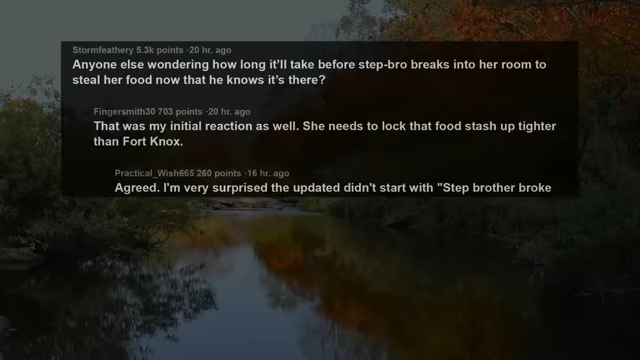 Stormfeathery 5.3k points ·20 hr. ago
Anyone else wondering how long it’ll take before step-bro breaks into her room to
steal her food now that he knows it’s there?
Fingersmith30 703 points ·20 hr. ago
That was my initial reaction as well. She needs to lock that food stash up tighter
than Fort Knox.
Practical_Wish665 260 points ·16 hr. ago
Agreed. I'm very surprised the updated didn't start with "Step brother broke